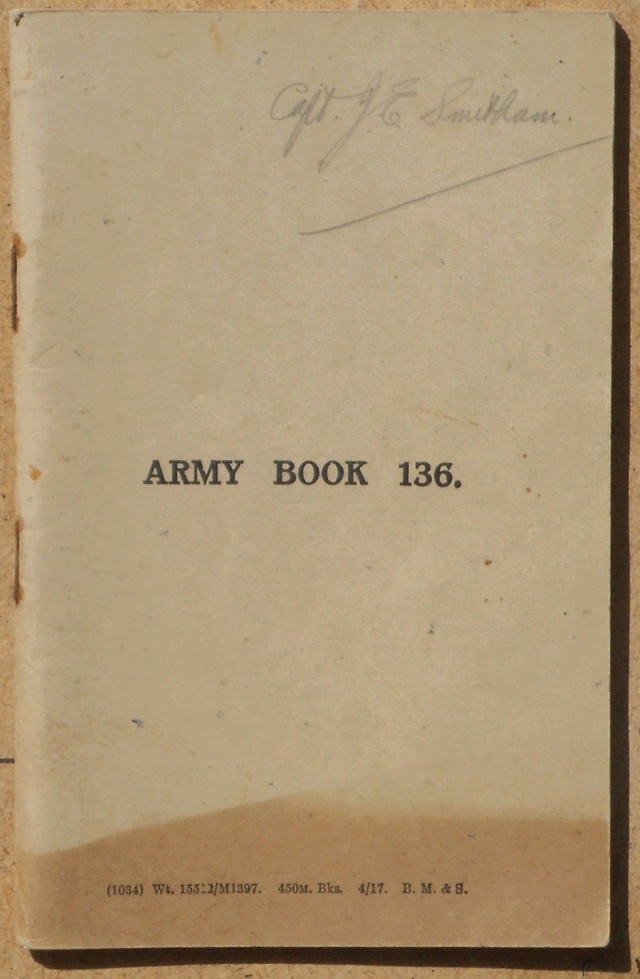 Capt. J E Smitham.
ARMY BOOK 136.
(1034) Wt. 15512/M1397. 450M. Bks. 4/17. B. M. & S.